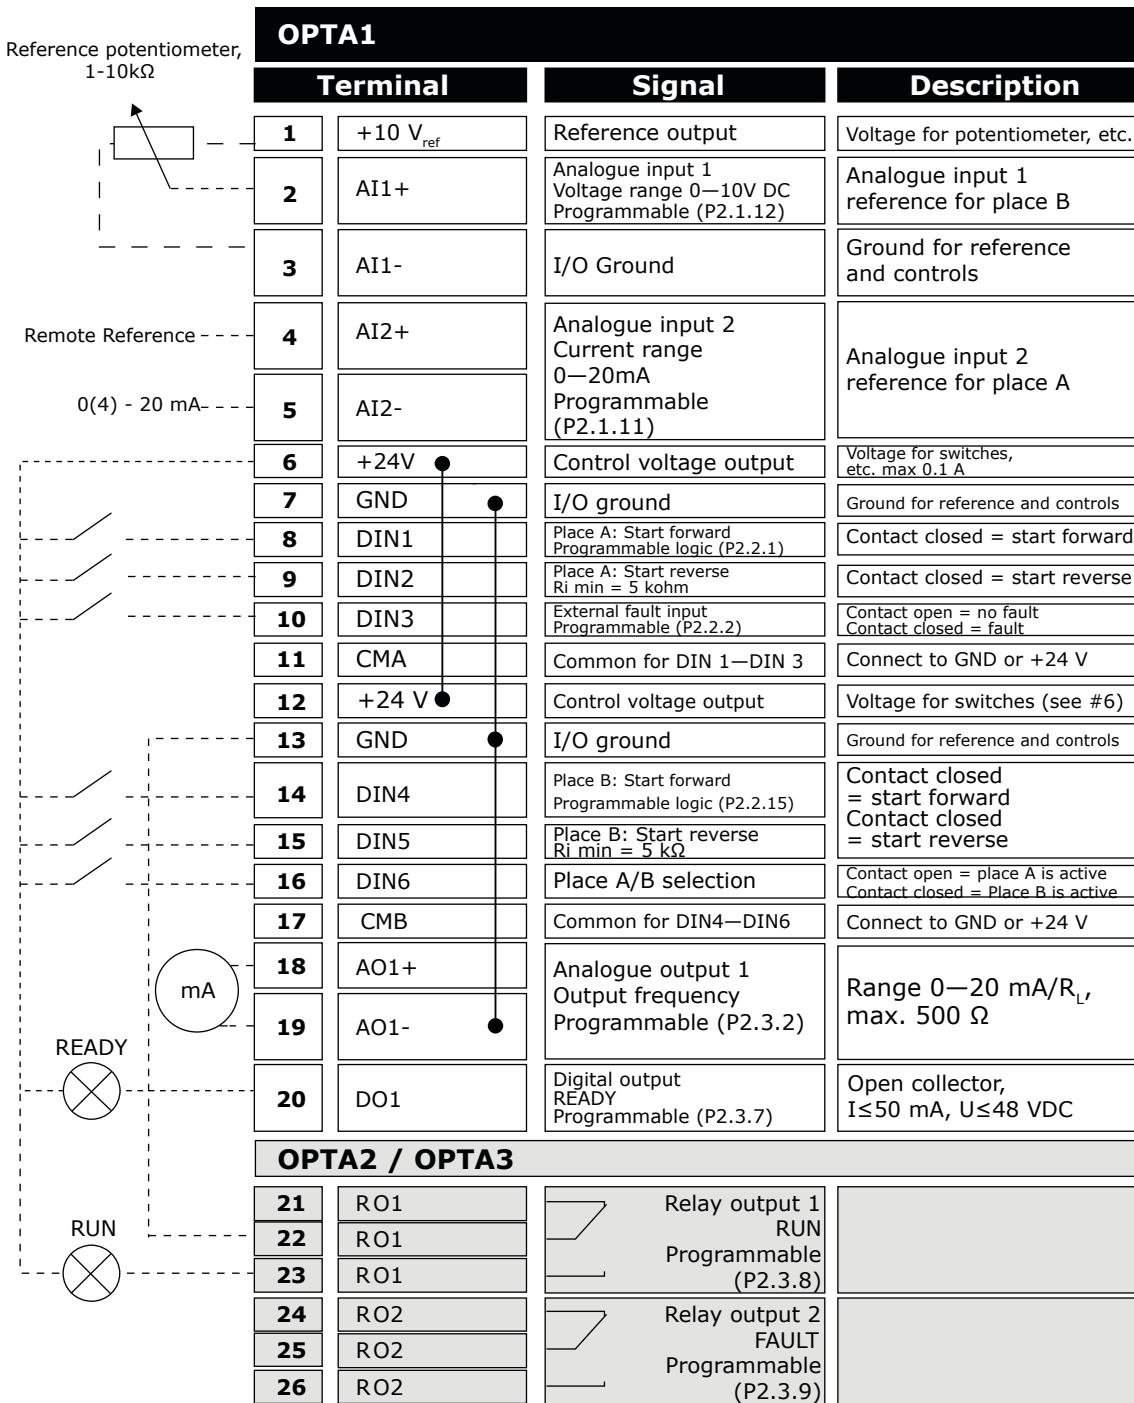 Reference potentiometer,
1-10kΩ
OPTA1
Terminal Signal Description
1 +10 Vref Reference output Voltage for potentiometer, etc.
2 AI1+ Analogue input 1
Voltage range 0—10V DC
Programmable (P2.1.12)
Analogue input 1
reference for place B
3 AI1- I/O Ground Ground for reference
and controls
Remote Reference
4 AI2+ Analogue input 2
Current range
0—20mA
Programmable
(P2.1.11)
Analogue input 2
reference for place A
0(4) - 20 mA
5 AI2-
6 +24V Control voltage output Voltage for switches,
etc. max 0.1 A
7 GND I/O ground Ground for reference and controls
8 DIN1 Place A: Start forward
Programmable logic (P2.2.1)
Contact closed = start forward
9 DIN2 Place A: Start reverse
Ri min = 5 kohm
Contact closed = start reverse
10 DIN3 External fault input
Programmable (P2.2.2)
Contact open = no fault
Contact closed = fault
11 CMA Common for DIN 1—DIN 3 Connect to GND or +24 V
12 +24 V Control voltage output Voltage for switches (see #6)
13 GND I/O ground Ground for reference and controls
14 DIN4 Place B: Start forward
Programmable logic (P2.2.15)
Contact closed
= start forward
Contact closed
= start reverse
15 DIN5 Place B: Start reverse
Ri min = 5 kΩ
16 DIN6 Place A/B selection Contact open = place A is active
Contact closed = Place B is active
17 CMB Common for DIN4—DIN6 Connect to GND or +24 V
mA
18 AO1+ Analogue output 1
Output frequency
Programmable (P2.3.2)
Range 0—20 mA/RL,
max. 500 Ω
19 AO1-
READY
20 DO1 Digital output
READY
Programmable (P2.3.7)
Open collector,
I≤50 mA, U≤48 VDC
OPTA2 / OPTA3
21 RO1 Relay output 1
RUN
22 RO1 RUN
Programmable
23 RO1 (P2.3.8)
24 RO2 Relay output 2
25 RO2 FAULT
Programmable
26 RO2 (P2.3.9)